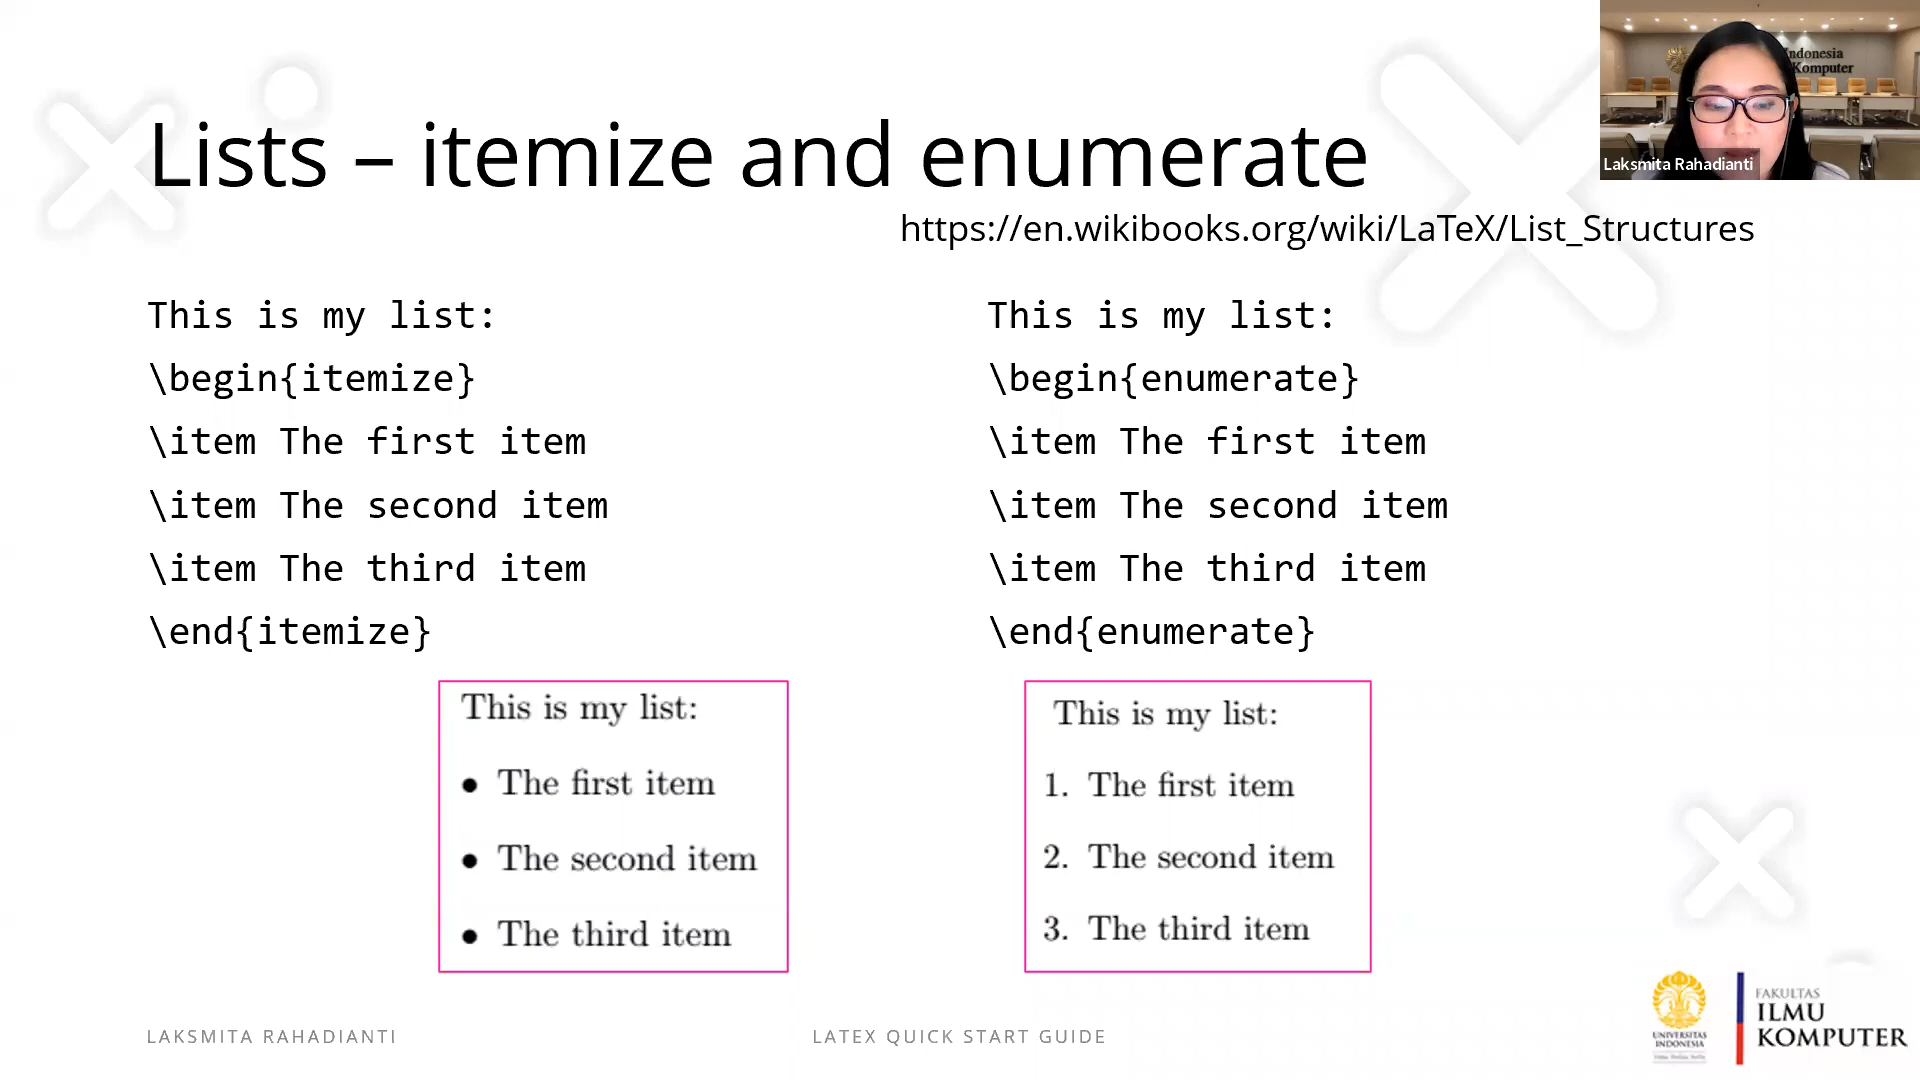 Indonesia
Komputer
Laksmita Rahadianti
Lists – itemize and enumerate
https://en.wikibooks.org/wiki/LaTeX/List_Structures
This is my list:
\begin{itemize}
\item The first item
\item The second item
\item The third item
\end{itemize}
This is my list:
• The first item
• The second item
• The third item
This is my list:
\begin{enumerate}
\item The first item
\item The second item
\item The third item
\end{enumerate}
This is my list:
1. The first item
2. The second item
3. The third item
LAKSMITA RAHADIANTI
LATEX QUICK START GUIDE
UNIVERSITAS
INDONESIA
FAKULTAS
ILMU
KOMPUTER